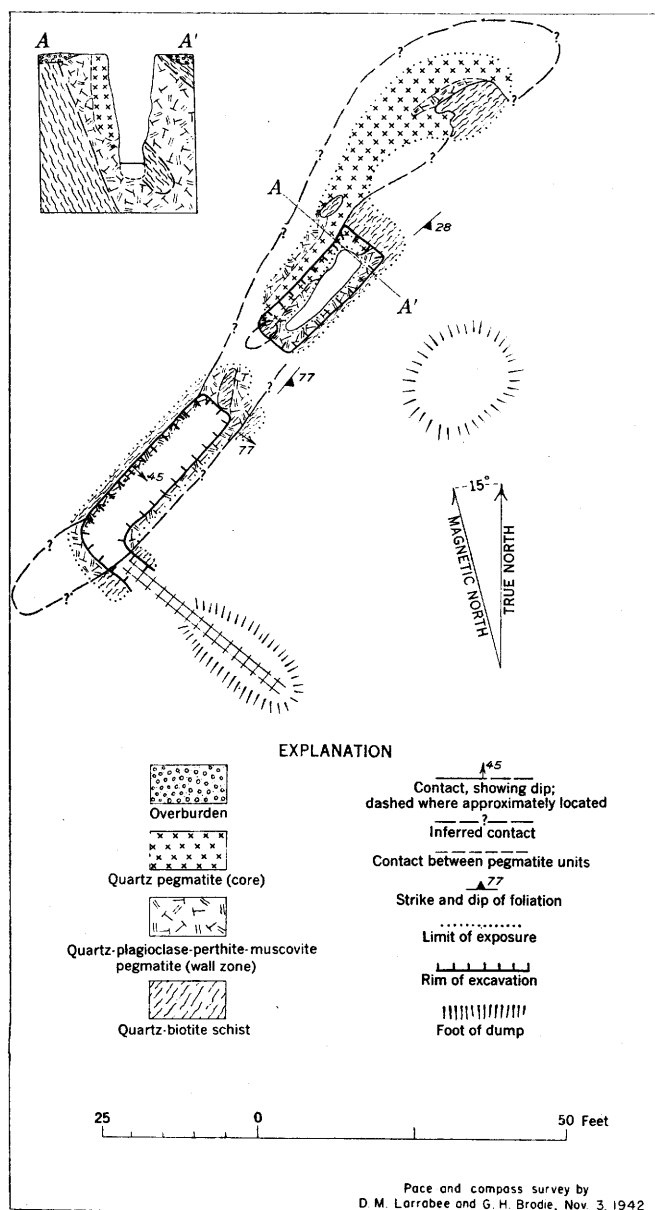 A A'
?
?
?
?
?
A
28
?
A'
?
?
77
77
45
?
?
?
15°
MAGNETIC NORTH
TRUE NORTH
EXPLANATION
Overburden
Quartz pegmatite (core)
Quartz-plagioclase-perthite-muscovite
pegmatite (wall zone)
Quartz-biotite schist
45
Contact, showing dip;
dashed where approximately located
?
Inferred contact
Contact between pegmatite units
77
Strike and dip of foliation
Limit of exposure
Rim of excavation
Foot of dump
25 0 50 Feet
Pace and compass survey by
D. M. Larrabee and G. H. Brodie, Nov. 3, 1942